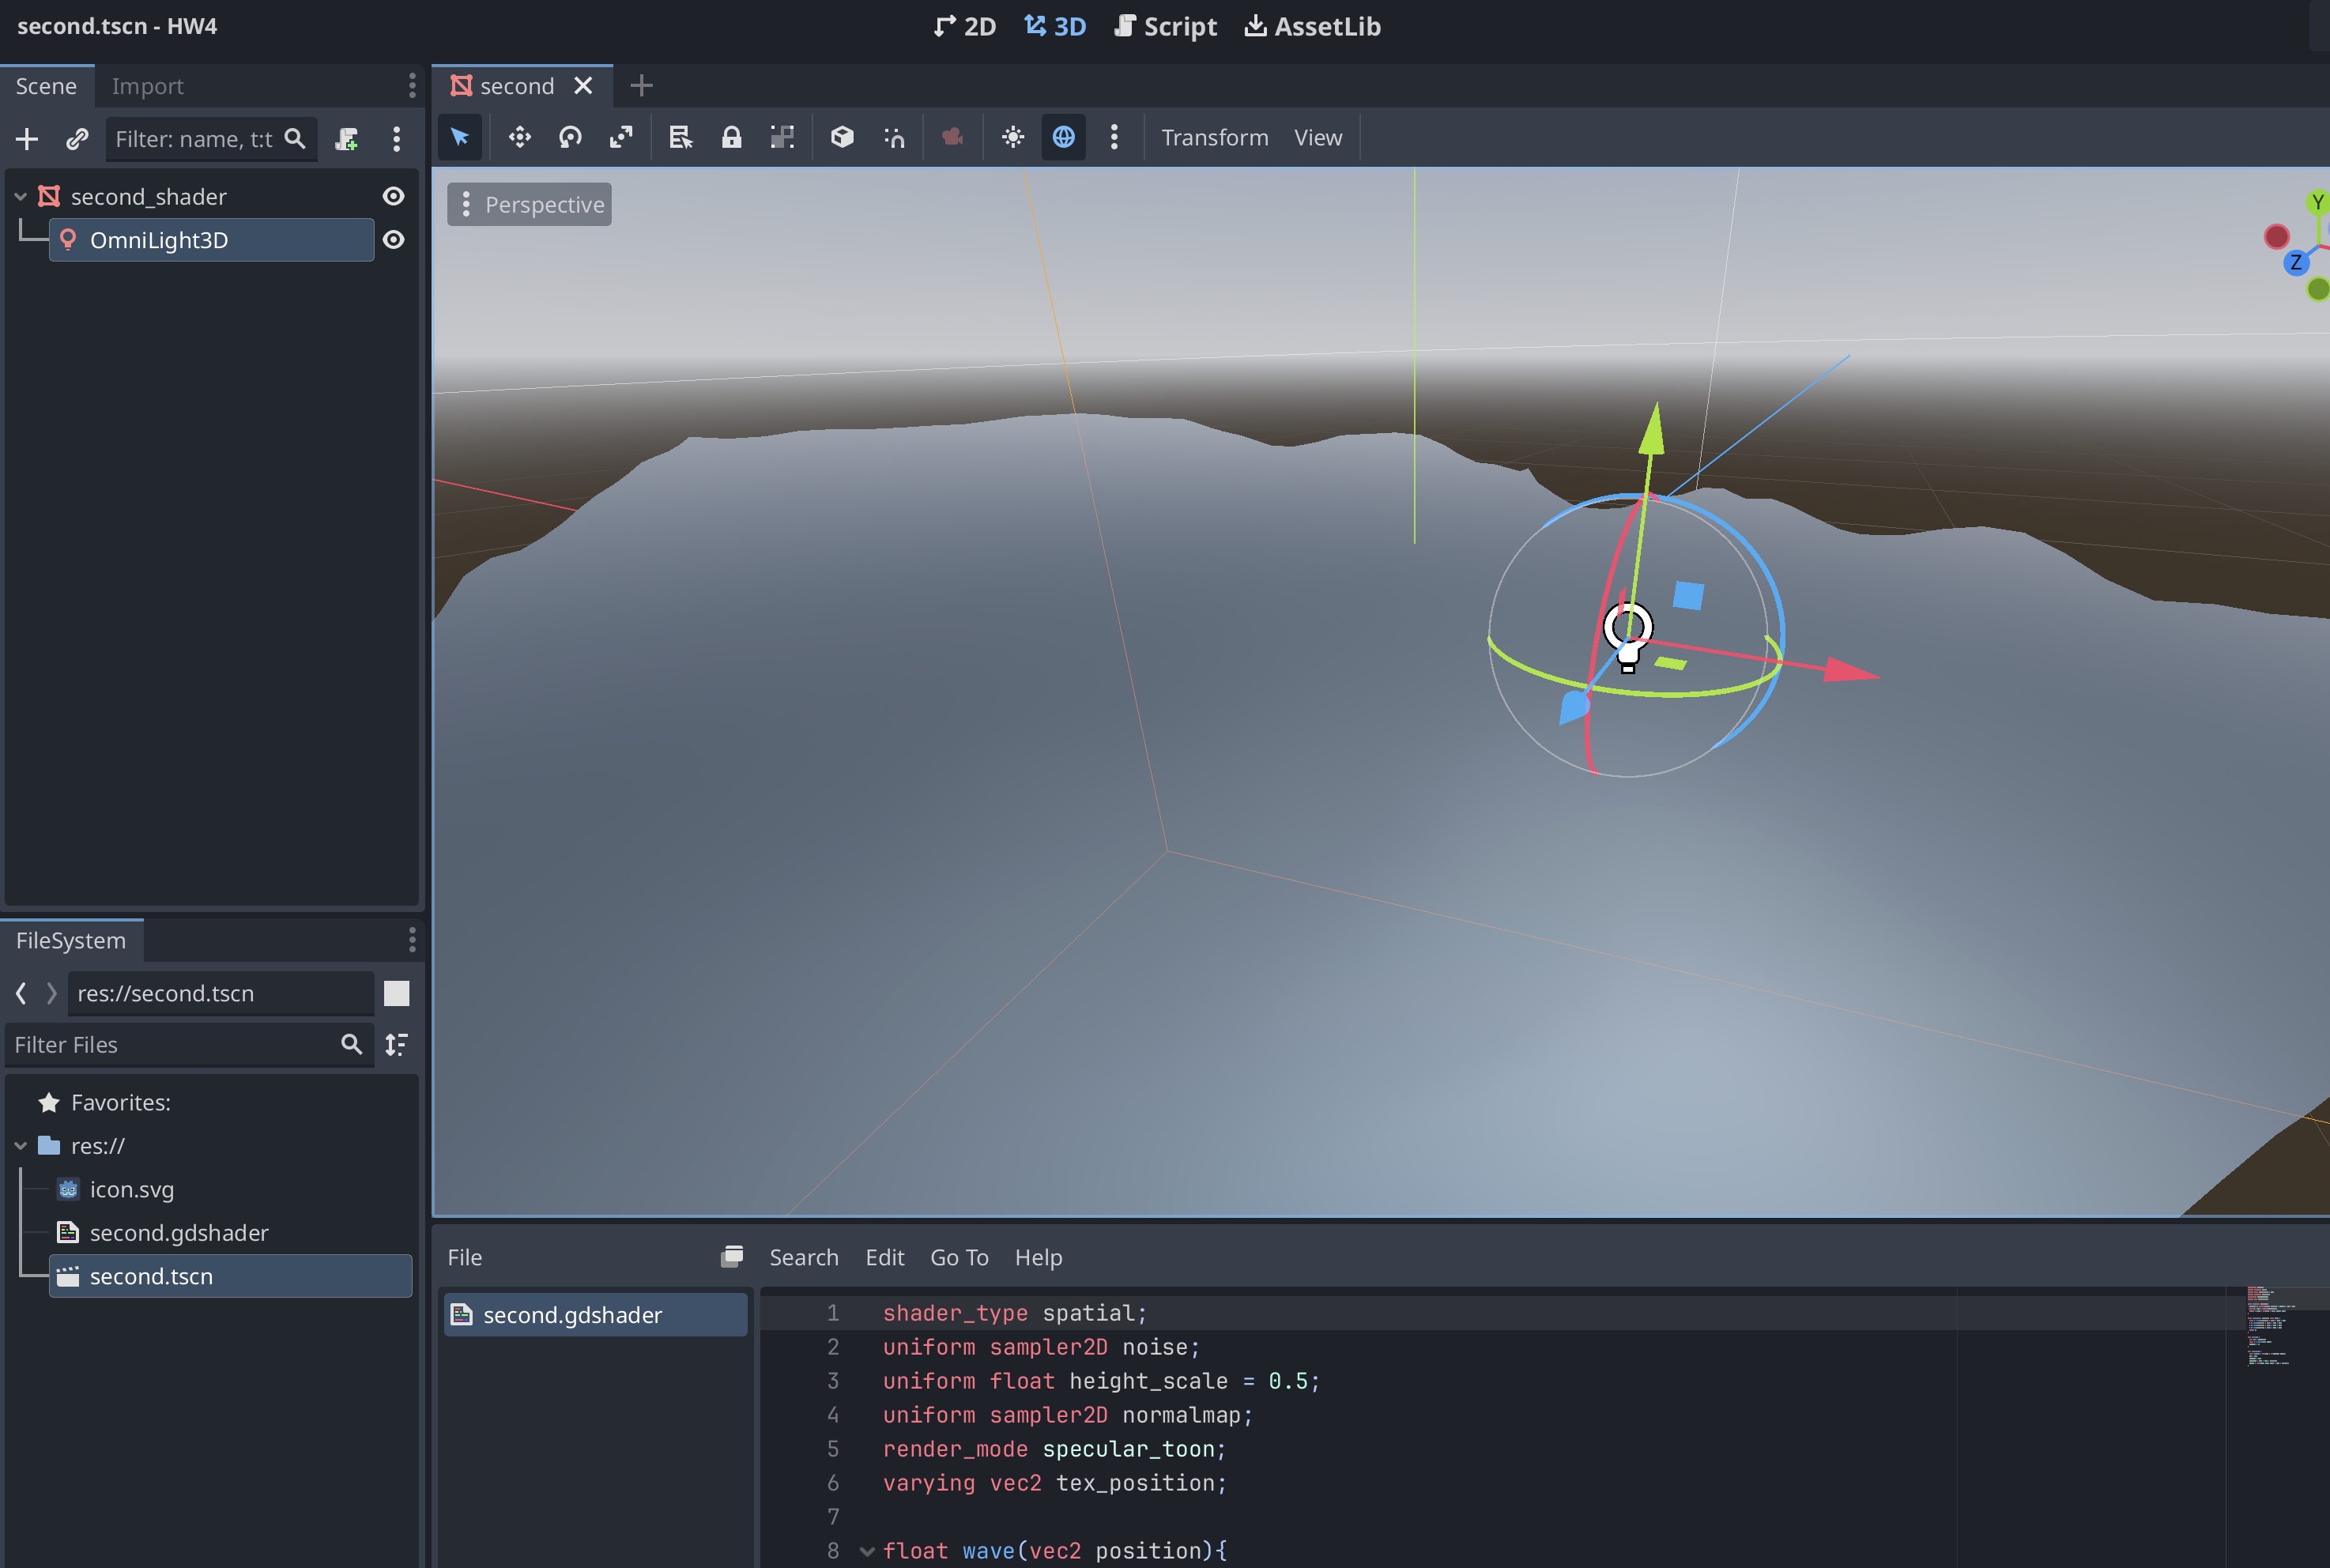 second.tscn - HW4
2D 3D Script AssetLib
Scene Import
Filter: name, t:t
second_shader
OmniLight3D
second
Transform View
Perspective
Y
Z
FileSystem
res://second.tscn
Filter Files
Favorites:
res://
icon.svg
second.gdshader
second.tscn
File Search Edit Go To Help
second.gdshader
1 shader_type spatial;
2 uniform sampler2D noise;
3 uniform float height_scale = 0.5;
4 uniform sampler2D normalmap;
5 render_mode specular_toon;
6 varying vec2 tex_position;
7
8 float wave(vec2 position){